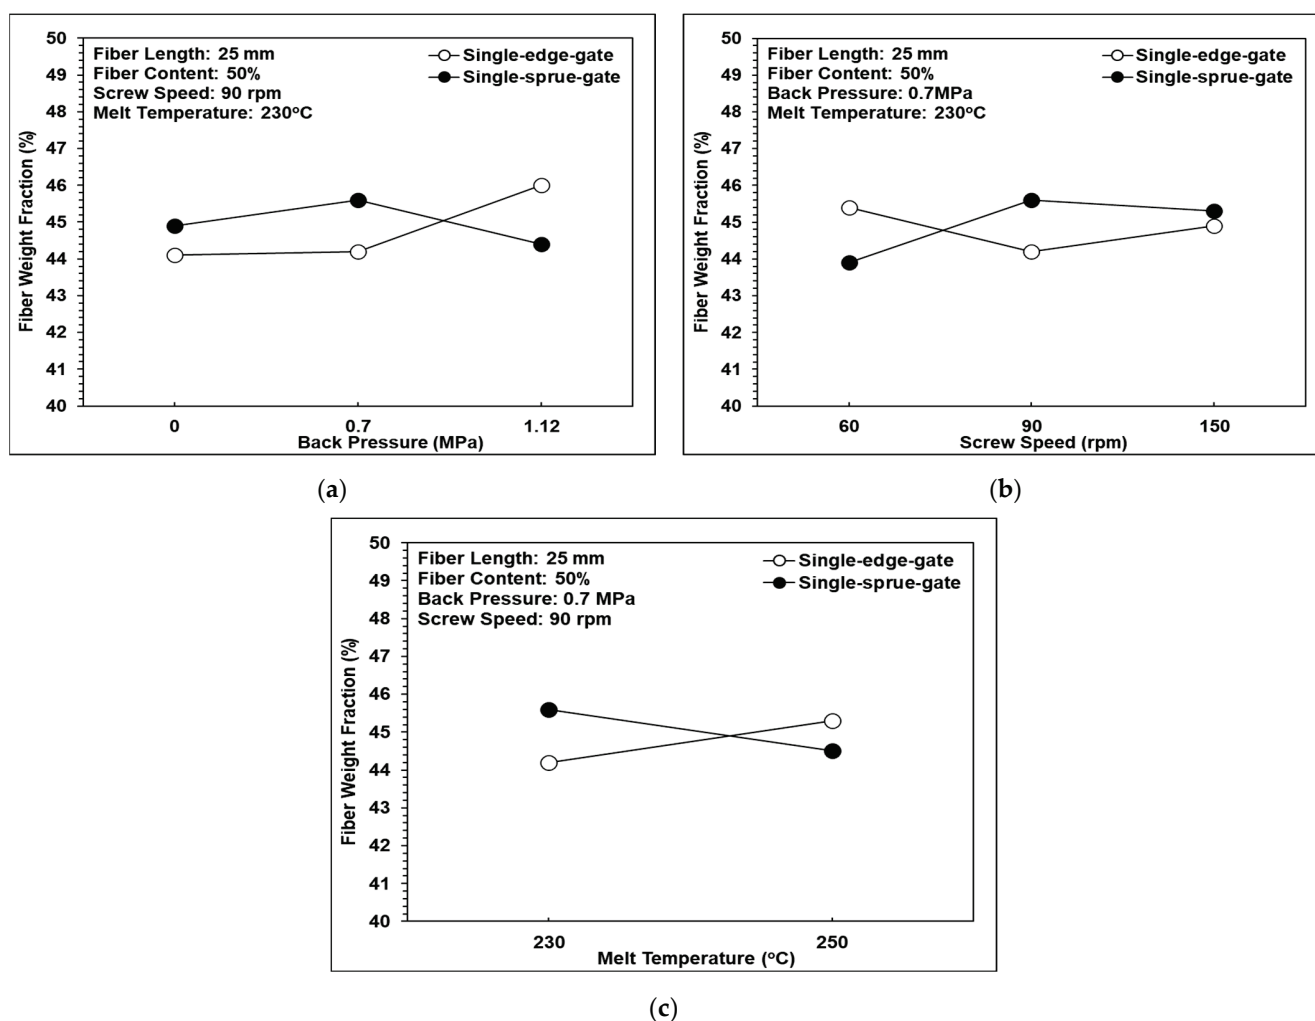 50
49
48
47
46
45
44
43
42
41
40
Fiber Weight Fraction (%)
Fiber Length: 25 mm
Fiber Content: 50%
Screw Speed: 90 rpm
Melt Temperature: 230oC
Single-edge-gate
Single-sprue-gate
0 0.7 1.12
Back Pressure (MPa)
(a)
50
49
48
47
46
45
44
43
42
41
40
Fiber Weight Fraction (%)
Fiber Length: 25 mm
Fiber Content: 50%
Back Pressure: 0.7MPa
Melt Temperature: 230oC
Single-edge-gate
Single-sprue-gate
60 90 150
Screw Speed (rpm)
(b)
50
49
48
47
46
45
44
43
42
41
40
Fiber Weight Fraction (%)
Fiber Length: 25 mm
Fiber Content: 50%
Back Pressure: 0.7 MPa
Screw Speed: 90 rpm
Single-edge-gate
Single-sprue-gate
230 250
Melt Temperature (oC)
(c)